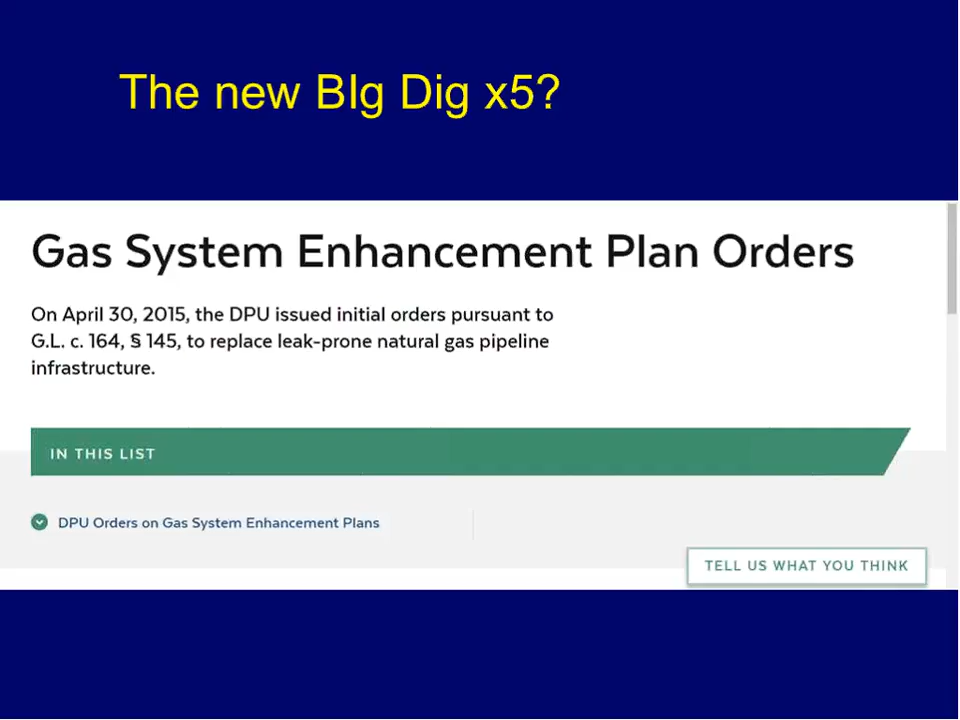 The new BIg Dig x5?
Gas System Enhancement Plan Orders
On April 30, 2015, the DPU issued initial orders pursuant to
G.L. c. 164, § 145, to replace leak-prone natural gas pipeline
infrastructure.
IN THIS LIST
DPU Orders on Gas System Enhancement Plans
TELL US WHAT YOU THINK